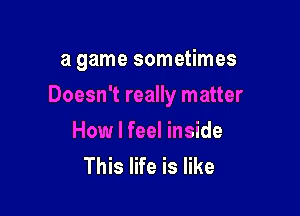 a game sometimes
Doesn't really matter
How I feel inside
This life is like